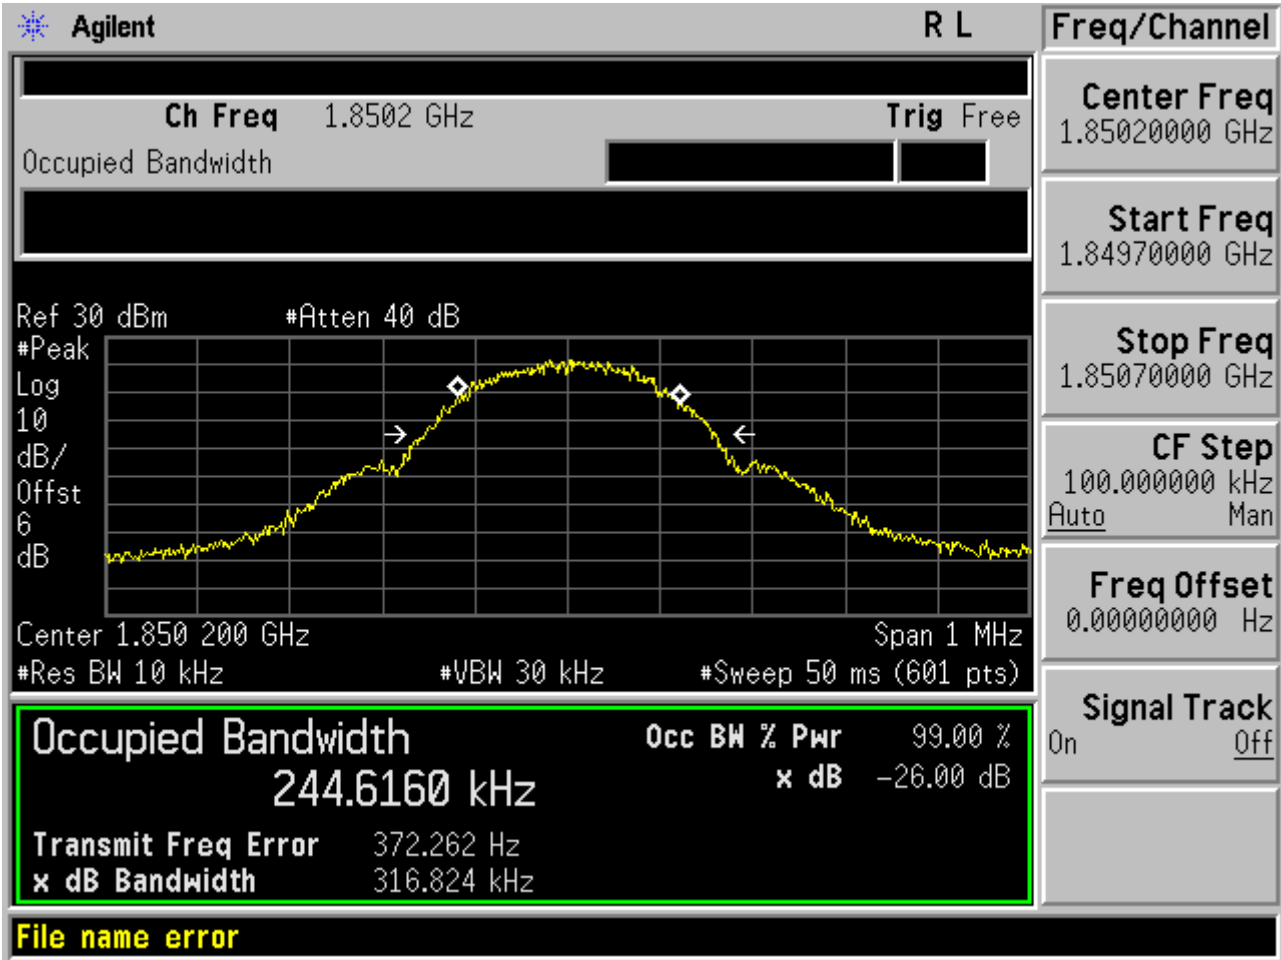 Agilent R L
Freq/Channel
Ch Freq 1.8502 GHz Trig Free
Occupied Bandwidth
Center Freq
1.85020000 GHz
Start Freq
1.84970000 GHz
Stop Freq
1.85070000 GHz
CF Step
100.000000 kHz
Auto Man
Freq Offset
0.00000000 Hz
Signal Track
On Off
Ref 30 dBm #Atten 40 dB
#Peak
Log
10
dB/
Offst
6
dB
Center 1.850 200 GHz Span 1 MHz
#Res BW 10 kHz #VBW 30 kHz #Sweep 50 ms (601 pts)
Occupied Bandwidth Occ BW % Pwr 99.00 %
244.6160 kHz x dB -26.00 dB
Transmit Freq Error 372.262 Hz
x dB Bandwidth 316.824 kHz
File name error